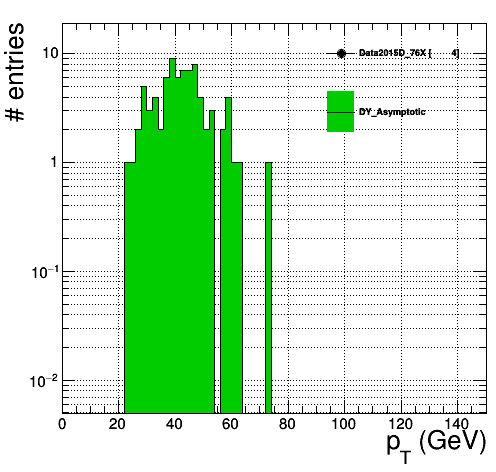 # entries
10
1
10⁻¹
10⁻²
Data2015D_76X [ 4]
DY_Asymptotic
0 20 40 60 80 100 120 140
p_T (GeV)